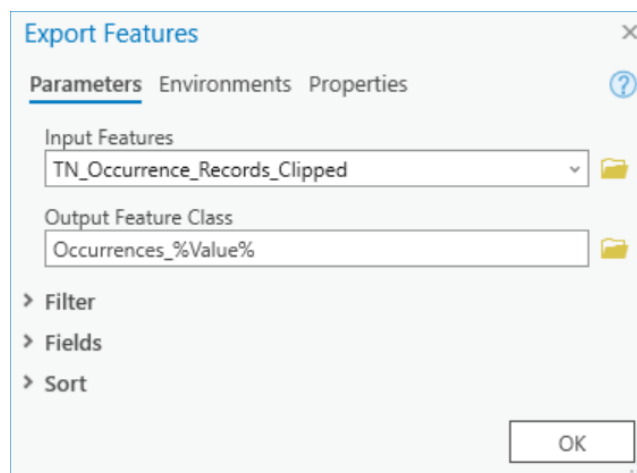 Export Features
Parameters Environments Properties
Input Features
TN_Occurrence_Records_Clipped
Output Feature Class
Occurrences_%Value%
Filter
Fields
Sort
OK